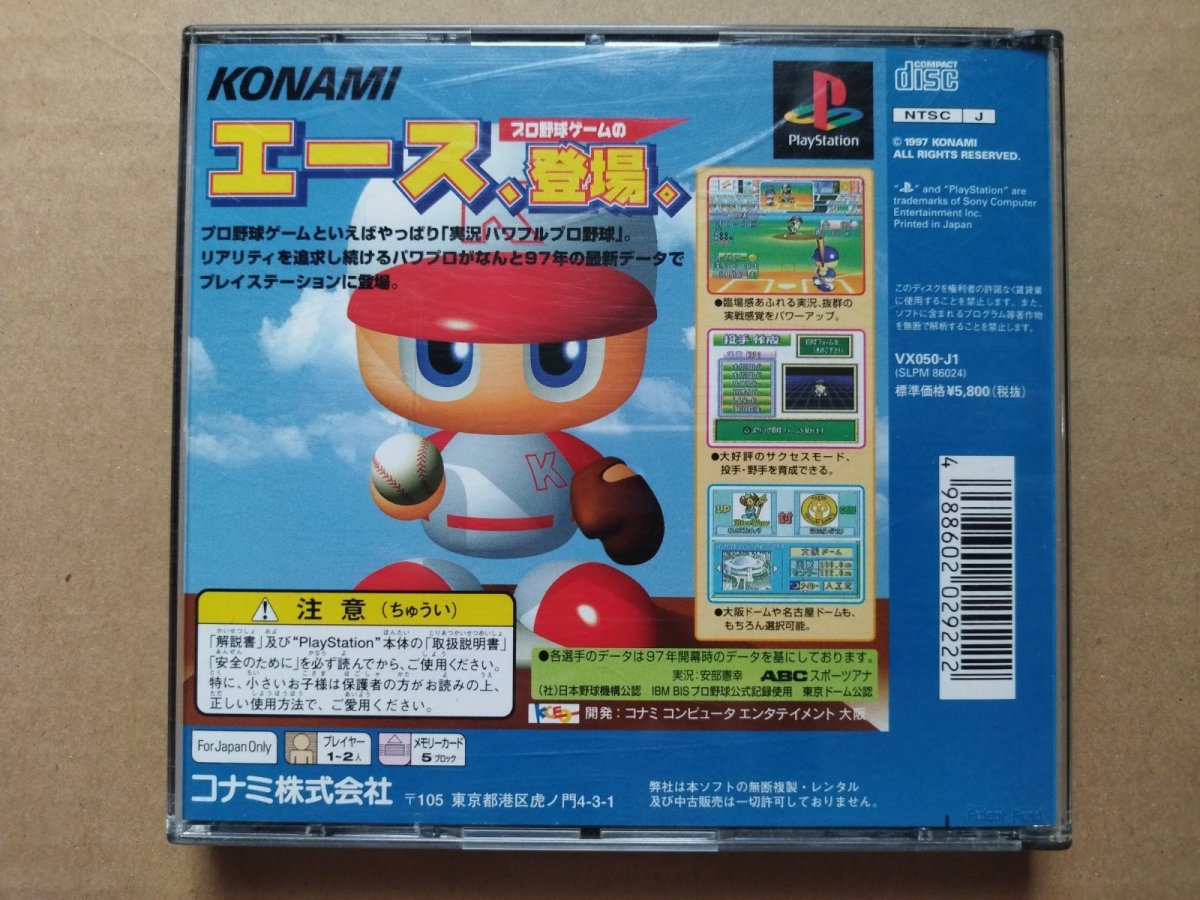 KONAMI
プロ野球ゲームの
エース、登場。
プロ野球ゲームといえばやっぱり「実況パワフルプロ野球」。
リアリティを追求し続けるパワプロがなんと97年の最新データで
プレイステーションに登場。
K
K
PlayStation
●臨場感あふれる実況、抜群の
実戦感覚をパワーアップ。
投手作成
●大好評のサクセスモード、
投手・野手を育成できる。
1P
対
COM
大阪ドーム
●大阪ドームや名古屋ドームも、
もちろん選択可能。
●各選手のデータは97年開幕時のデータを基にしております。
実況:安部憲幸 ABCスポーツアナ
(社)日本野球機構公認 IBM BISプロ野球公式記録使用 東京ドーム公認
開発:コナミ コンピュータ エンタテイメント 大阪
注意(ちゅうい)
「解説書」及び“PlayStation”本体の「取扱説明書」
「安全のために」を必ず読んでから、ご使用ください。
特に、小さいお子様は保護者の方がお読みの上、
正しい使用方法で、ご愛用ください。
For Japan Only
プレイヤー
1~2人
メモリーカード
5ブロック
コナミ株式会社 〒105 東京都港区虎ノ門4-3-1
弊社は本ソフトの無断複製・レンタル
及び中古販売は一切許可しておりません。
COMPACT
disc
NTSC J
© 1997 KONAMI
ALL RIGHTS RESERVED.
“PS” and “PlayStation” are
trademarks of Sony Computer
Entertainment Inc.
Printed in Japan
このディスクを権利者の許諾なく賃貸業
に使用することを禁止します。また、
ソフトに含まれるプログラム等著作物
を無断で解析することを禁止します。
VX050-J1
(SLPM 86024)
標準価格¥5,800(税抜)
4 988602 029222